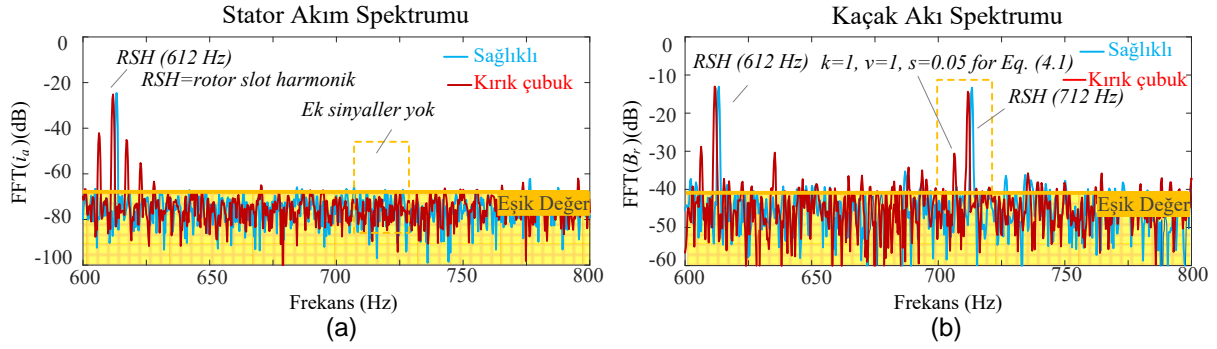 Stator Akım Spektrumu
0
-20
-40
-60
-80
-100
FFT(i_a)(dB)
RSH (612 Hz)
RSH=rotor slot harmonik
Sağlıklı
Kırık çubuk
Ek sinyaller yok
Eşik Değer
600
650
700
750
800
Frekans (Hz)
(a)
Kaçak Akı Spektrumu
0
-10
-20
-30
-40
-50
-60
FFT(B_r)(dB)
Sağlıklı
RSH (612 Hz) k=1, v=1, s=0.05 for Eq. (4.1)
Kırık çubuk
RSH (712 Hz)
Eşik Değer
600
650
700
750
800
Frekans (Hz)
(b)